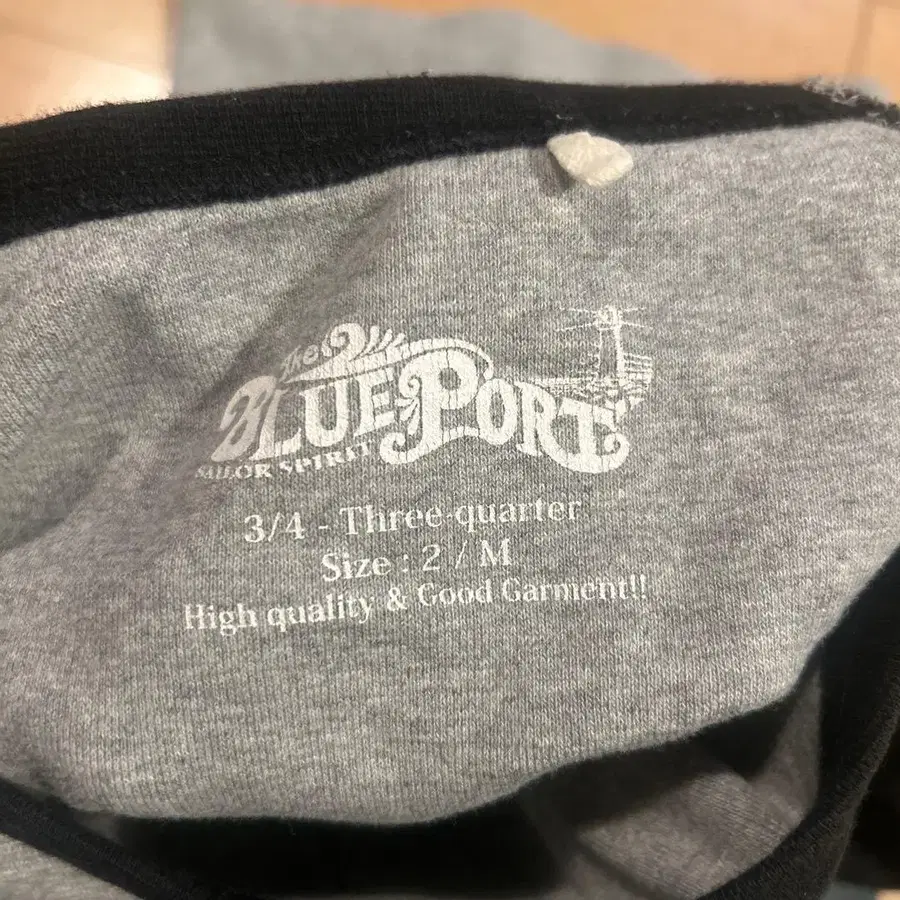 The
BLUE PORT
SAILOR SPIRIT
3/4 - Three-quarter
Size : 2 / M
High quality & Good Garment!!